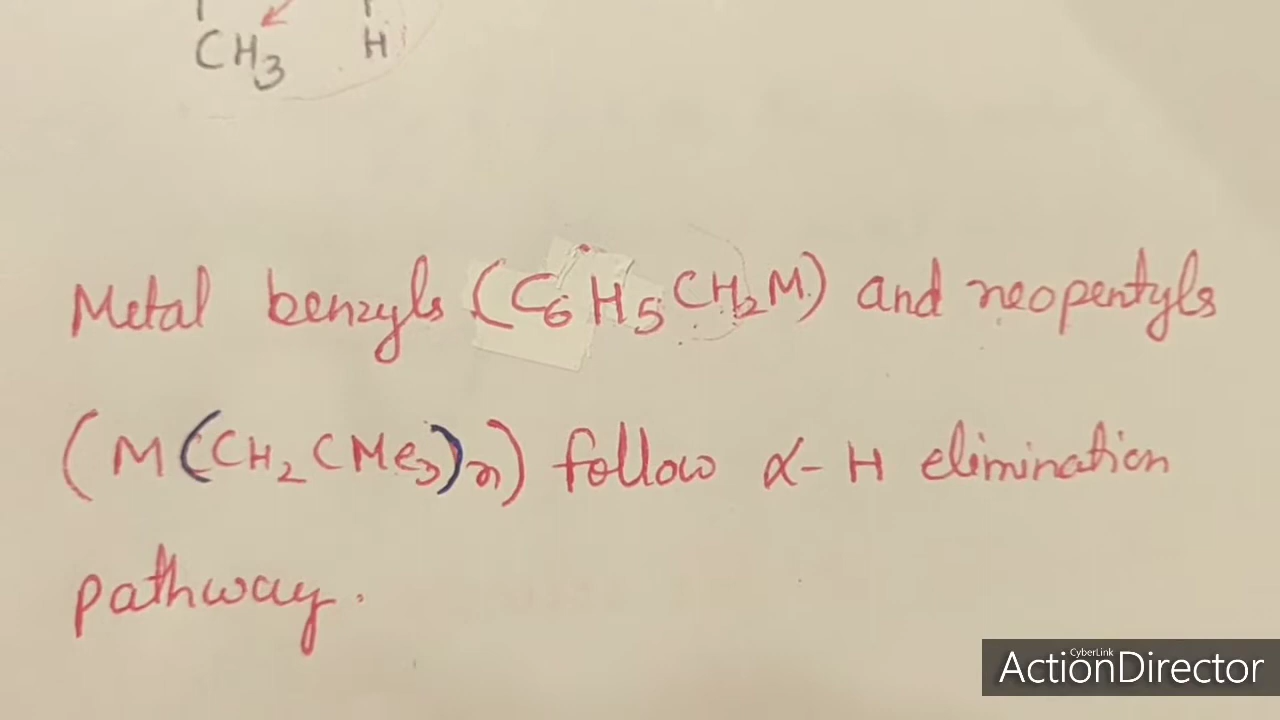 CH3 H
Metal benzyls (C6H5CH2M) and neopentyls
(M(CH2CMe3)n) follow α-H elimination
pathway.
CyberLink
ActionDirector